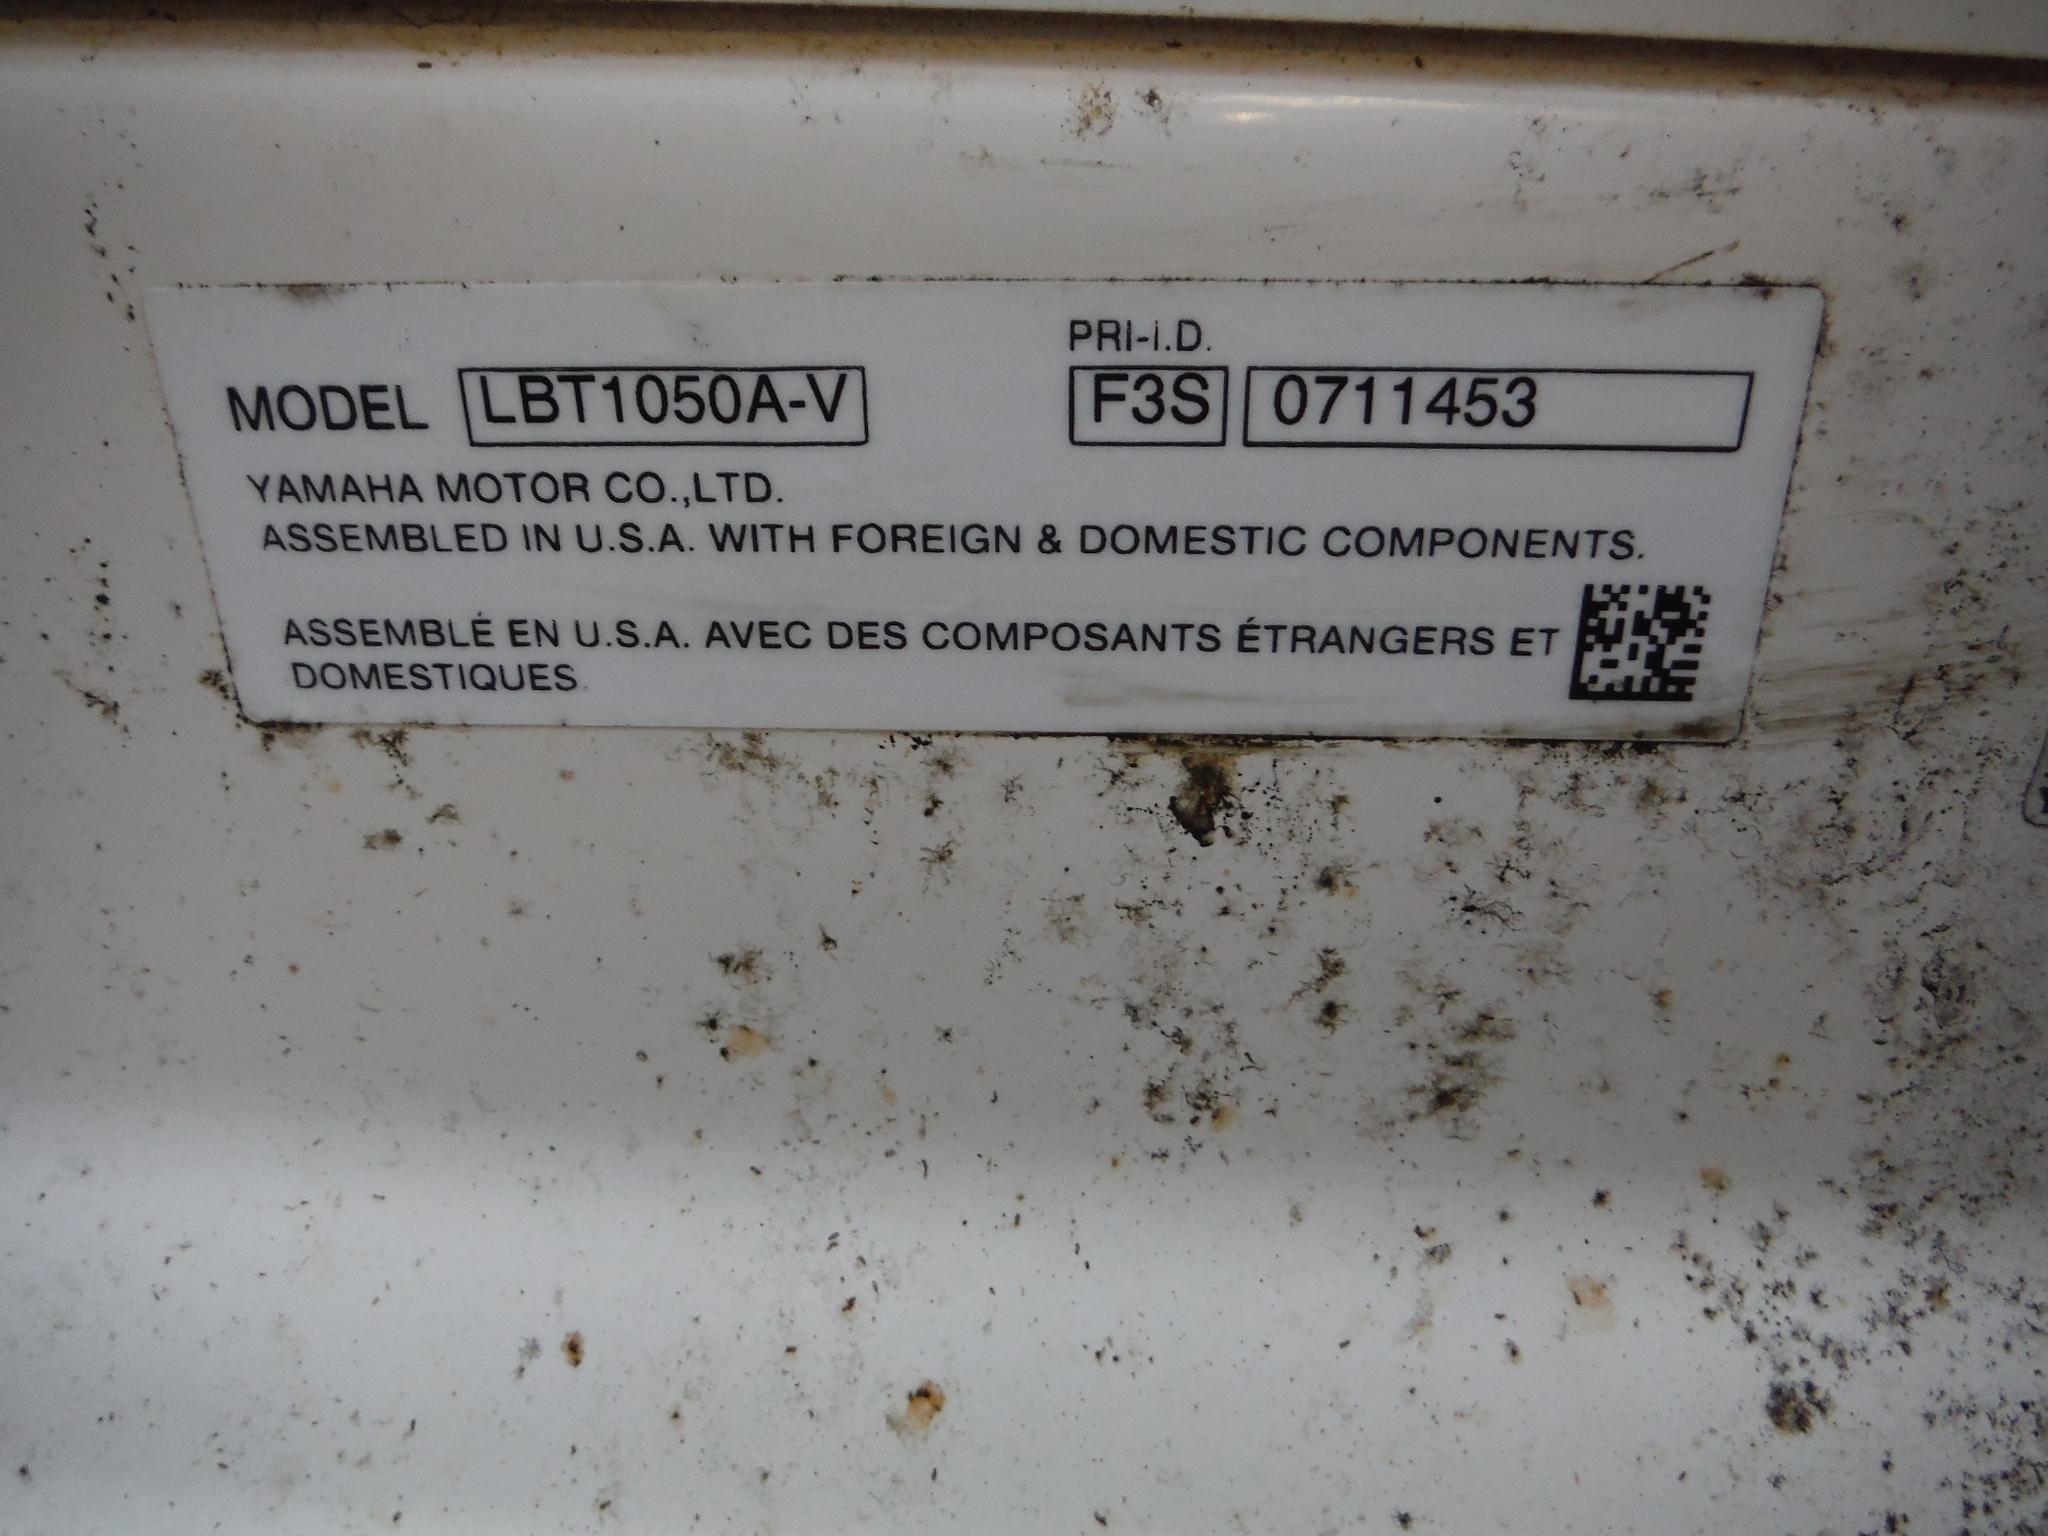 PRI-i.D.
MODEL LBT1050A-V F3S 0711453
YAMAHA MOTOR CO.,LTD.
ASSEMBLED IN U.S.A. WITH FOREIGN & DOMESTIC COMPONENTS.
ASSEMBLÉ EN U.S.A. AVEC DES COMPOSANTS ÉTRANGERS ET
DOMESTIQUES.